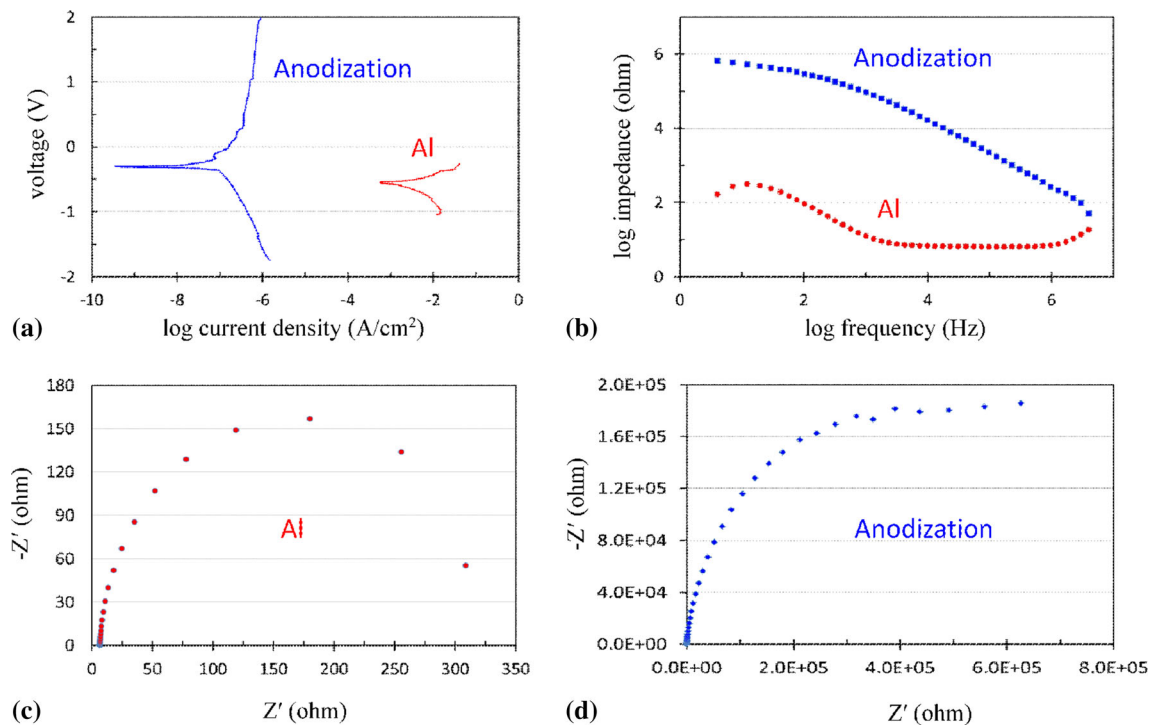 2
1
0
-1
-2
-10
-8
-6
-4
-2
0
voltage (V)
log current density (A/cm²)
Anodization
Al
(a)
6
4
2
0
0
2
4
6
log impedance (ohm)
log frequency (Hz)
Anodization
Al
(b)
180
150
120
90
60
30
0
0
50
100
150
200
250
300
350
-Z' (ohm)
Z' (ohm)
Al
(c)
2.0E+05
1.6E+05
1.2E+05
8.0E+04
4.0E+04
0.0E+00
0.0E+00
2.0E+05
4.0E+05
6.0E+05
8.0E+05
-Z' (ohm)
Z' (ohm)
Anodization
(d)